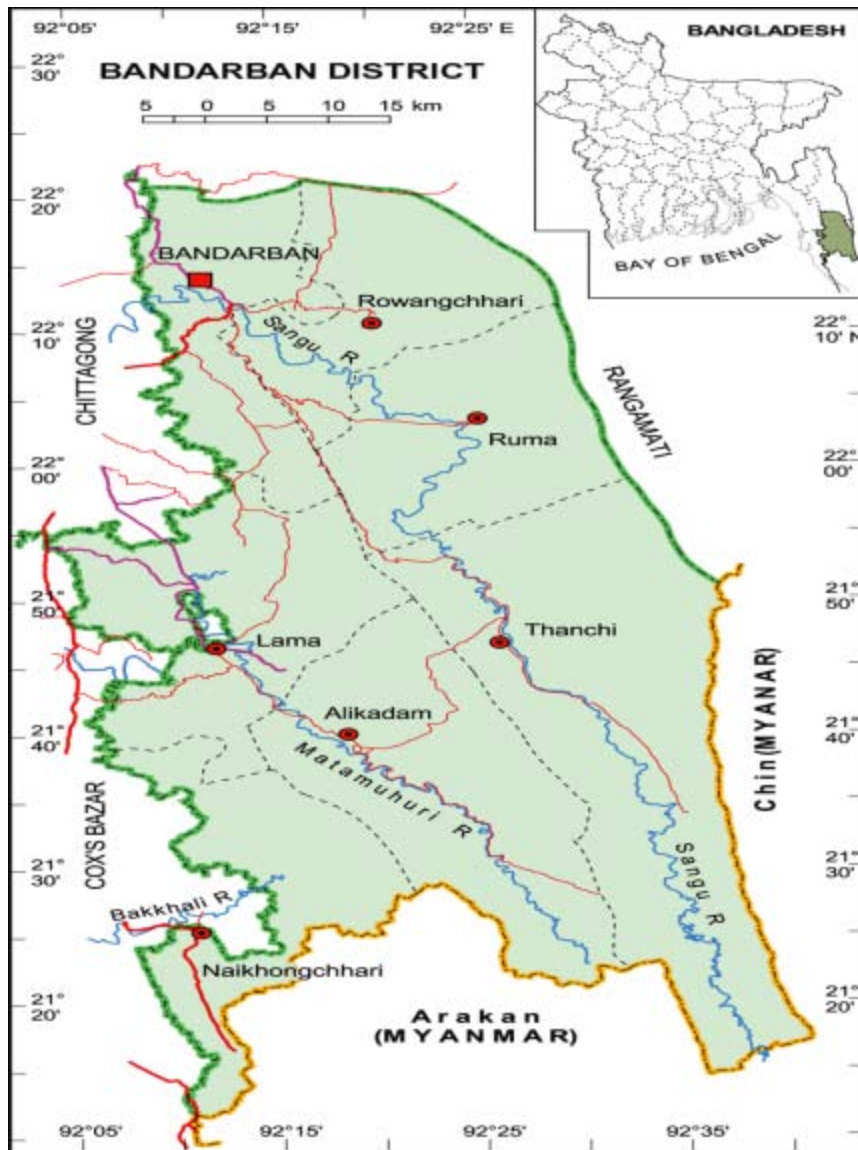 92°05' 92°15' 92°25' E
BANGLADESH
BAY OF BENGAL
22°
30'
BANDARBAN DISTRICT
5 0 5 10 15 km
22°
20'
BANDARBAN
Rowangchhari
Sangu R
22°
10'
22°
10' N
CHITTAGONG
RANGAMATI
Ruma
22°
00'
22°
00'
21°
50'
21°
50'
Lama
Thanchi
Alikadam
21°
40'
21°
40'
Matamuhuri R
Chin(MYANAR)
COX'S BAZAR
21°
30'
21°
30'
Sangu R
Bakkhali R
Naikhongchhari
21°
20'
21°
20'
Arakan
(MYANMAR)
92°05' 92°15' 92°25' 92°35'